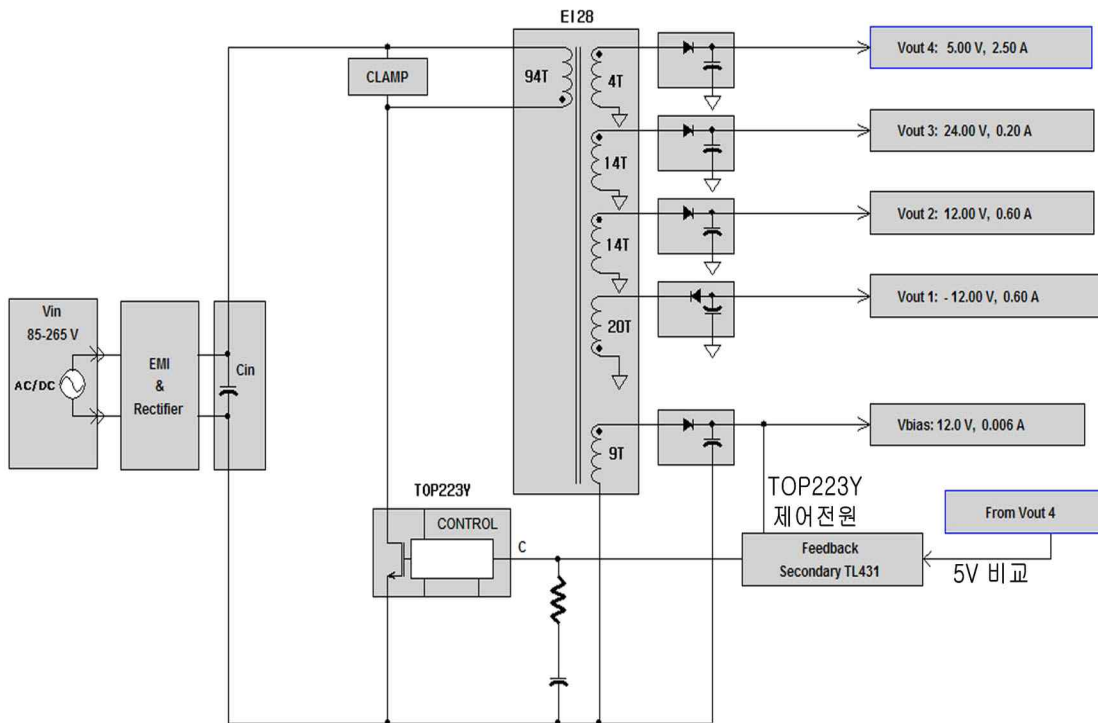 EI28
CLAMP
94T
4T
Vout 4: 5.00 V, 2.50 A
14T
Vout 3: 24.00 V, 0.20 A
14T
Vout 2: 12.00 V, 0.60 A
20T
Vout 1: - 12.00 V, 0.60 A
Vin
85-265 V
AC/DC
EMI
&
Rectifier
Cin
9T
Vbias: 12.0 V, 0.006 A
TOP223Y
CONTROL
C
TOP223Y
제어전원
Feedback
Secondary TL431
From Vout 4
5V 비교